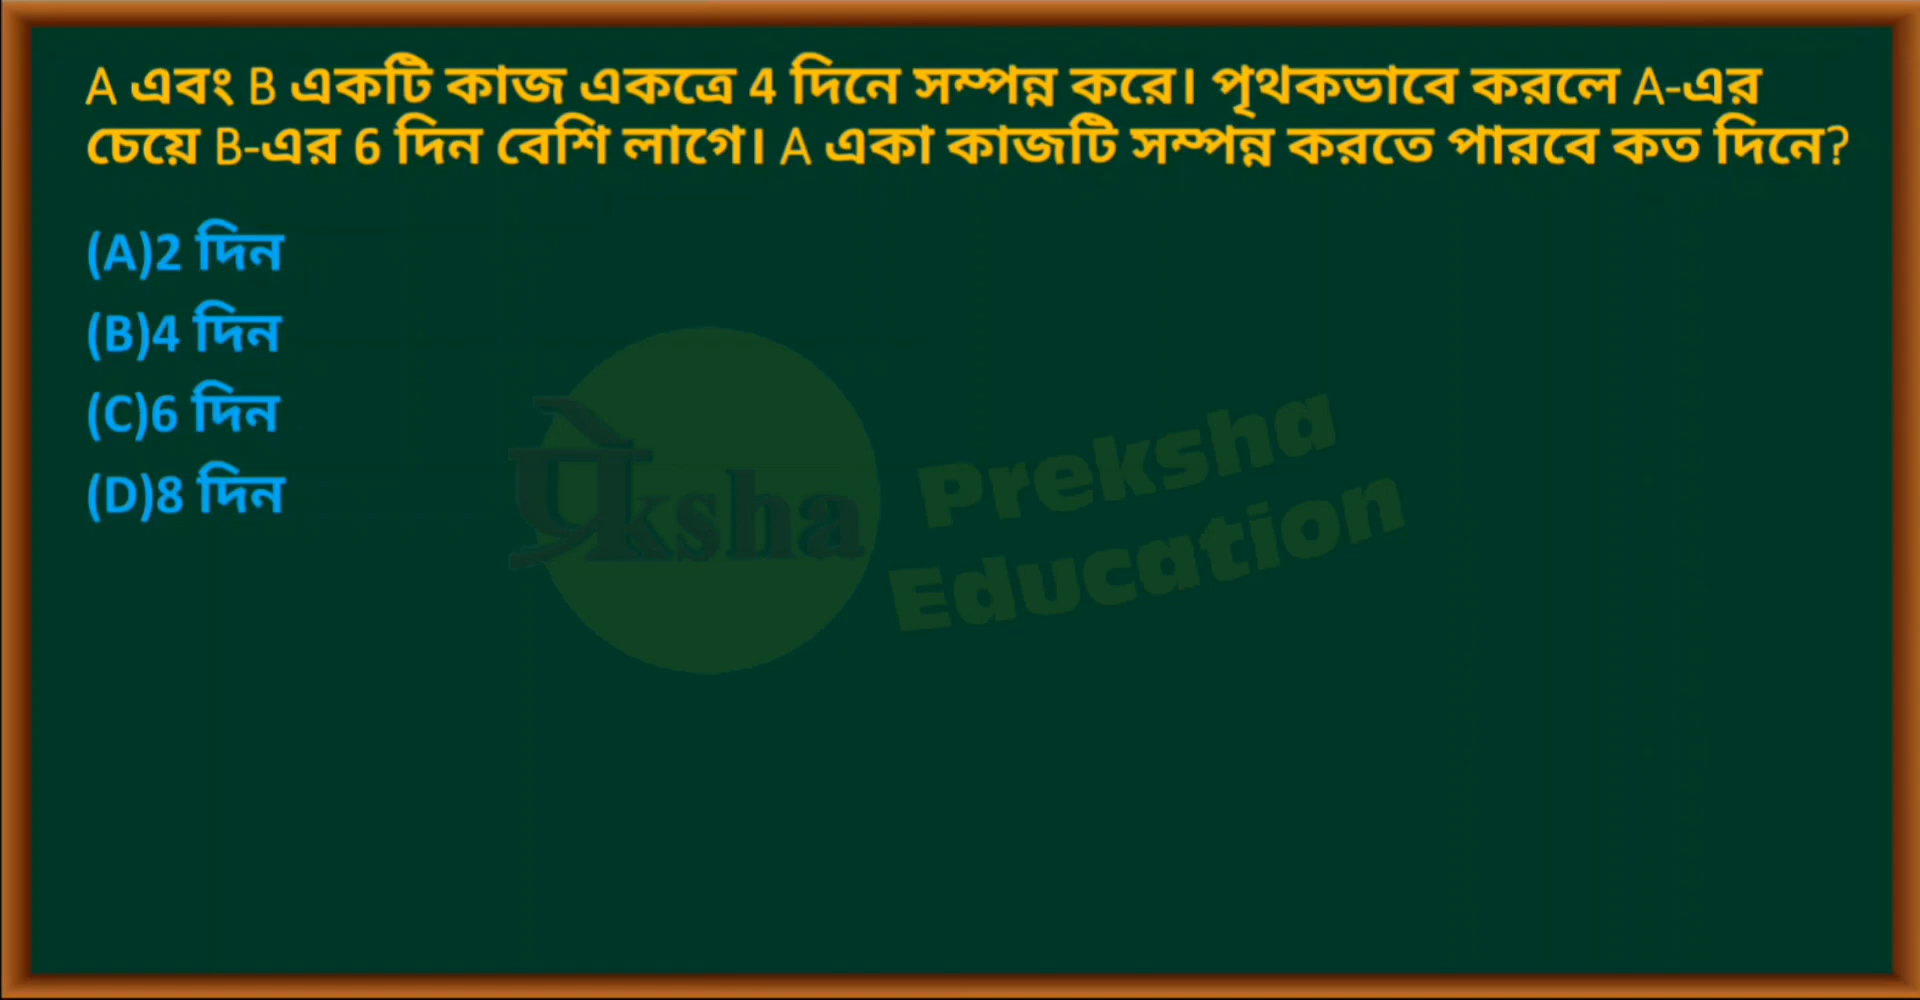 A এবং B একটি কাজ একত্রে 4 দিনে সম্পন্ন করে। পৃথকভাবে করলে A-এর
চেয়ে B-এর 6 দিন বেশি লাগে। A একা কাজটি সম্পন্ন করতে পারবে কত দিনে?
(A)2 দিন
(B)4 দিন
(C)6 দিন
(D)8 দিন
प्रेksha
Preksha
Education